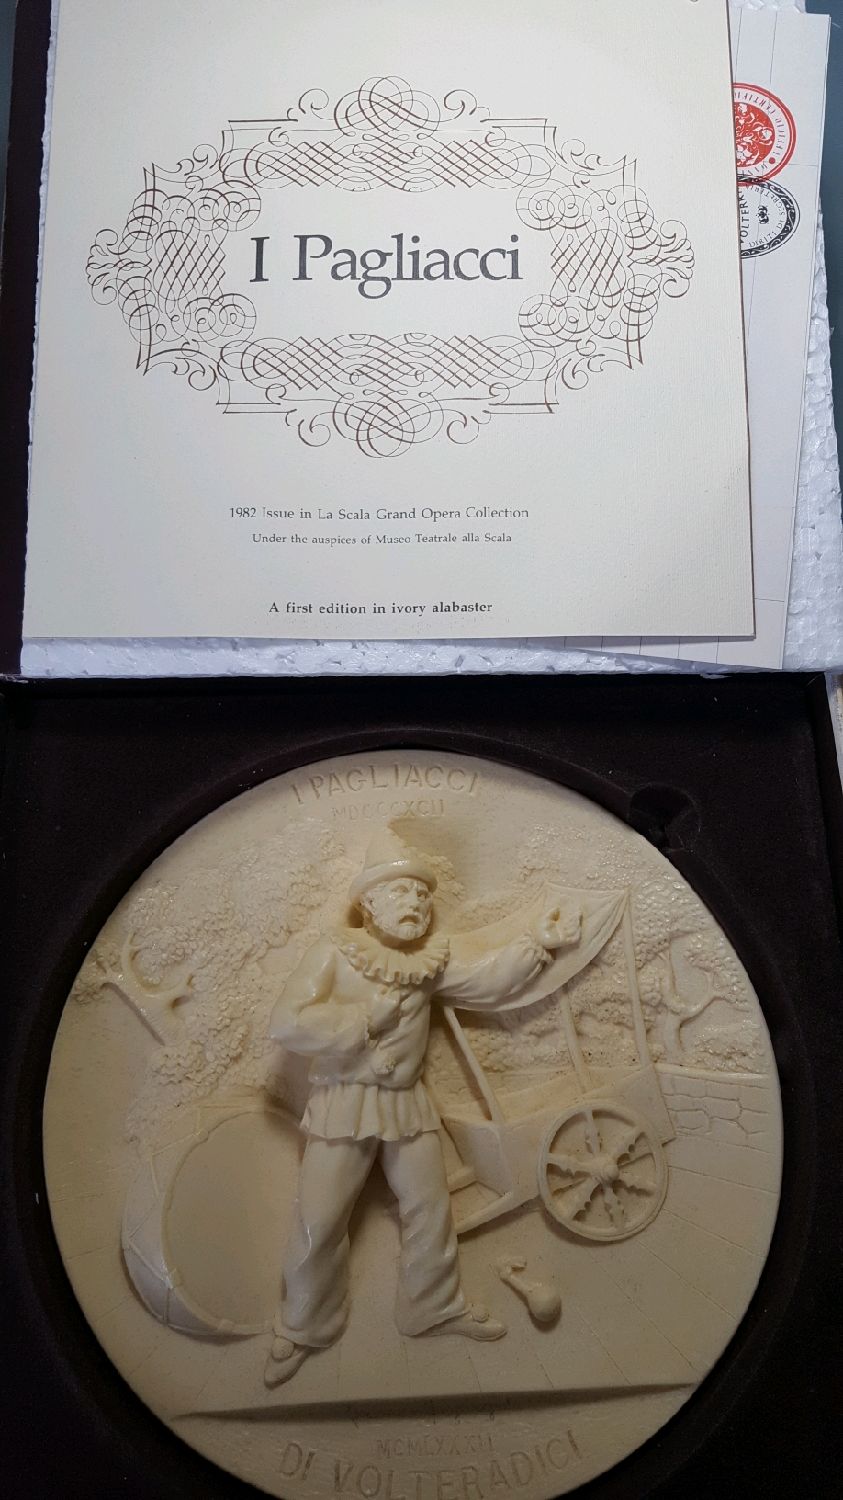 I Pagliacci
1982 Issue in La Scala Grand Opera Collection
Under the auspices of Museo Teatrale alla Scala
A first edition in ivory alabaster
I PAGLIACCI
MDCCCXCII
MCMLXXXII
DI VOLTERADICI